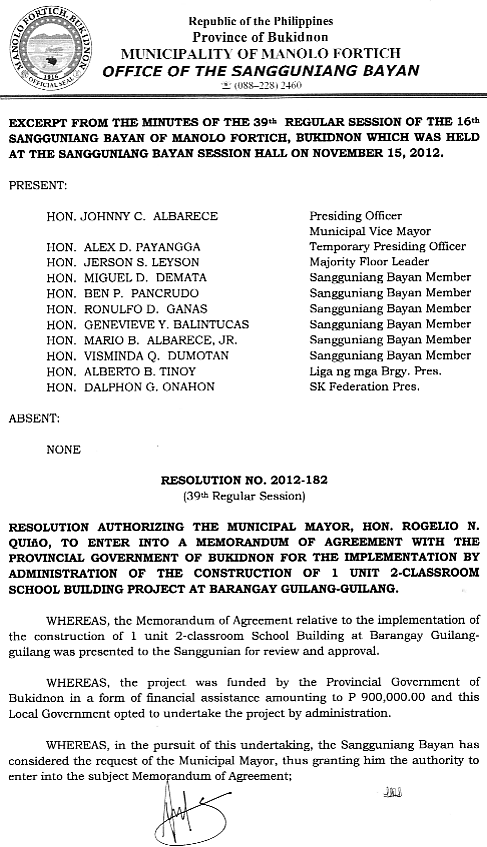 MANOLO FORTICH, BUKIDNON
1916
OFFICIAL SEAL
Republic of the Philippines
Province of Bukidnon
MUNICIPALITY OF MANOLO FORTICH
OFFICE OF THE SANGGUNIANG BAYAN
☏ (088–228) 2460
EXCERPT FROM THE MINUTES OF THE 39th REGULAR SESSION OF THE 16th
SANGGUNIANG BAYAN OF MANOLO FORTICH, BUKIDNON WHICH WAS HELD
AT THE SANGGUNIANG BAYAN SESSION HALL ON NOVEMBER 15, 2012.
PRESENT:
HON. JOHNNY C. ALBARECE Presiding Officer
Municipal Vice Mayor
HON. ALEX D. PAYANGGA Temporary Presiding Officer
HON. JERSON S. LEYSON Majority Floor Leader
HON. MIGUEL D. DEMATA Sangguniang Bayan Member
HON. BEN P. PANCRUDO Sangguniang Bayan Member
HON. RONULFO D. GANAS Sangguniang Bayan Member
HON. GENEVIEVE Y. BALINTUCAS Sangguniang Bayan Member
HON. MARIO B. ALBARECE, JR. Sangguniang Bayan Member
HON. VISMINDA Q. DUMOTAN Sangguniang Bayan Member
HON. ALBERTO B. TINOY Liga ng mga Brgy. Pres.
HON. DALPHON G. ONAHON SK Federation Pres.
ABSENT:
NONE
RESOLUTION NO. 2012-182
(39th Regular Session)
RESOLUTION AUTHORIZING THE MUNICIPAL MAYOR, HON. ROGELIO N.
QUIñO, TO ENTER INTO A MEMORANDUM OF AGREEMENT WITH THE
PROVINCIAL GOVERNMENT OF BUKIDNON FOR THE IMPLEMENTATION BY
ADMINISTRATION OF THE CONSTRUCTION OF 1 UNIT 2-CLASSROOM
SCHOOL BUILDING PROJECT AT BARANGAY GUILANG-GUILANG.
WHEREAS, the Memorandum of Agreement relative to the implementation of
the construction of 1 unit 2-classroom School Building at Barangay Guilang-
guilang was presented to the Sanggunian for review and approval.
WHEREAS, the project was funded by the Provincial Government of
Bukidnon in a form of financial assistance amounting to P 900,000.00 and this
Local Government opted to undertake the project by administration.
WHEREAS, in the pursuit of this undertaking, the Sangguniang Bayan has
considered the request of the Municipal Mayor, thus granting him the authority to
enter into the subject Memorandum of Agreement;